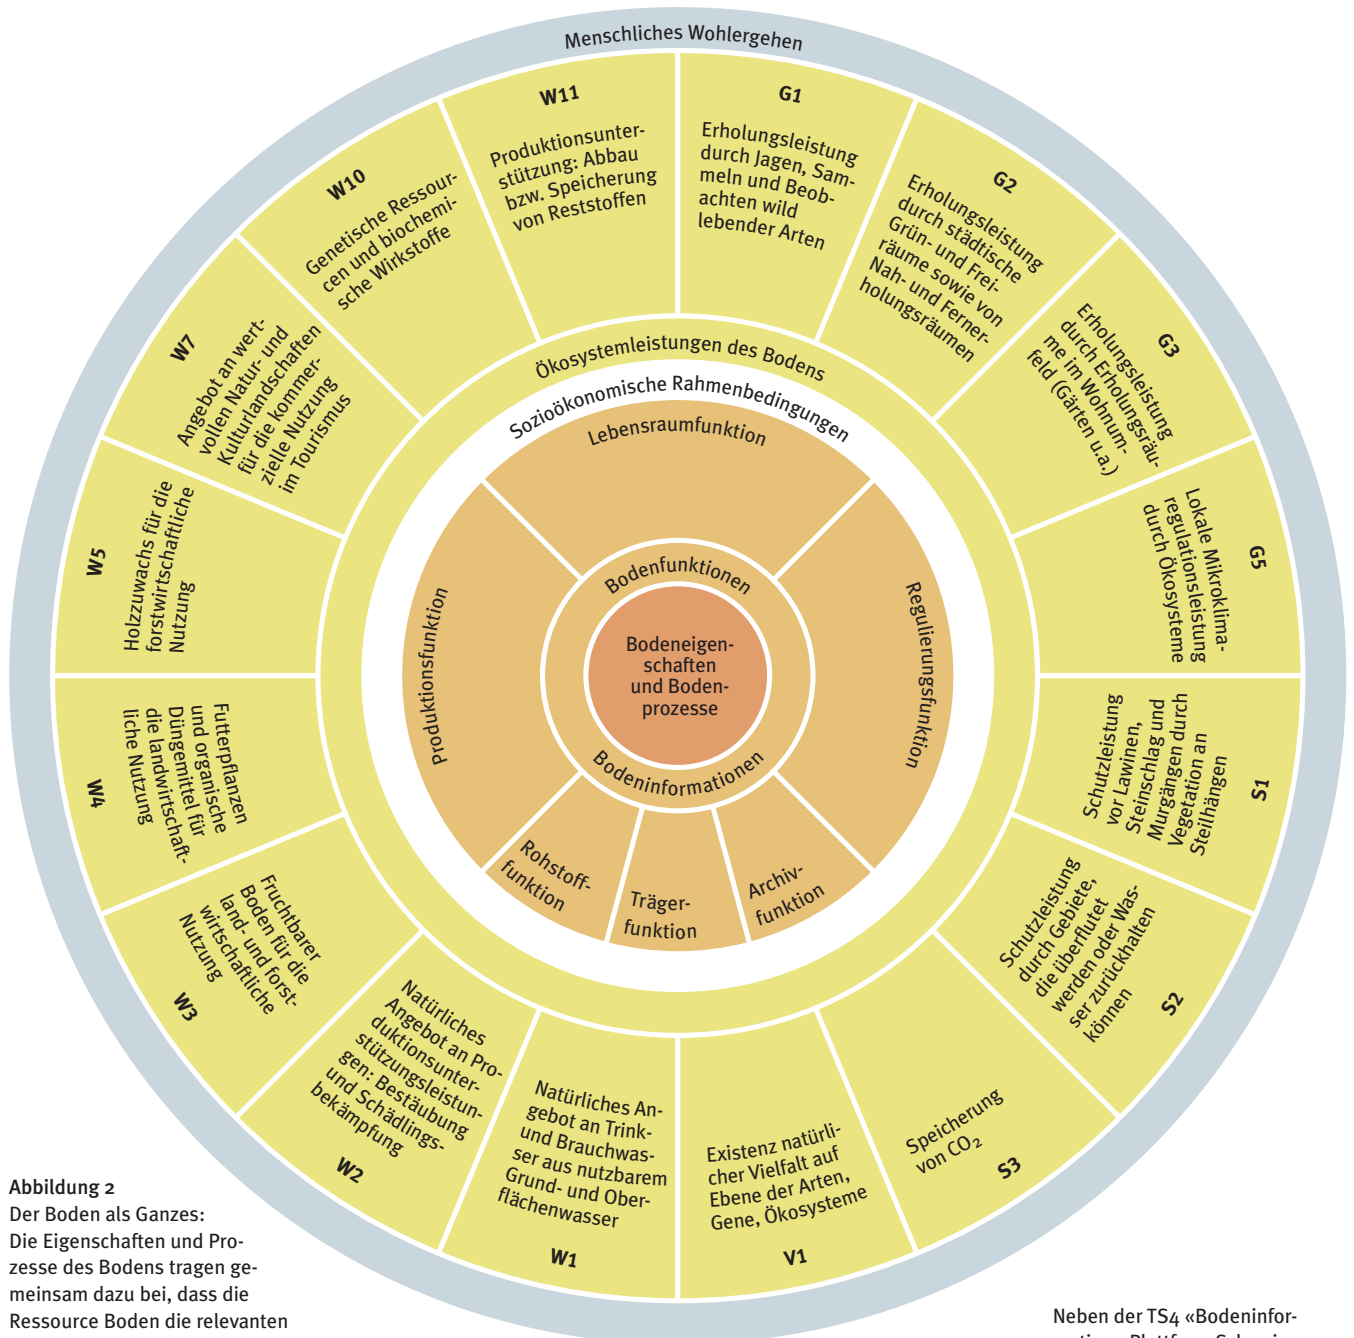 Menschliches Wohlergehen
G1
Erholungsleistung
durch Jagen, Sam-
meln und Beob-
achten wild
lebender Arten
G2
Erholungsleistung
durch städtische
Grün- und Frei-
räume sowie von
Nah- und Ferner-
holungsräumen
G3
Erholungsleistung
durch Erholungsräu-
me im Wohnum-
feld (Gärten u.a.)
G5
Lokale Mikroklima-
regulationsleistung
durch Ökosysteme
S1
Schutzleistung
vor Lawinen,
Steinschlag und
Murgängen durch
Vegetation an
Steilhängen
S2
Schutzleistung
durch Gebiete,
die überflutet
werden oder Was-
ser zurückhalten
können
S3
Speicherung
von CO₂
V1
Existenz natürli-
cher Vielfalt auf
Ebene der Arten,
Gene, Ökosysteme
W1
Natürliches An-
gebot an Trink-
und Brauchwas-
ser aus nutzbarem
Grund- und Ober-
flächenwasser
W2
Natürliches
Angebot an Pro-
duktionsunter-
stützungsleistun-
gen: Bestäubung
und Schädlings-
bekämpfung
W3
Fruchtbarer
Boden für die
land- und forst-
wirtschaftliche
Nutzung
W4
Futterpflanzen
und organische
Düngemittel für
die landwirtschaft-
liche Nutzung
W5
Holzzuwachs für die
forstwirtschaftliche
Nutzung
W7
Angebot an wert-
vollen Natur- und
Kulturlandschaften
für die kommer-
zielle Nutzung
im Tourismus
W10
Genetische Ressour-
cen und biochemi-
sche Wirkstoffe
W11
Produktionsunter-
stützung: Abbau
bzw. Speicherung
von Reststoffen
Ökosystemleistungen des Bodens
Sozioökonomische Rahmenbedingungen
Lebensraumfunktion
Regulierungsfunktion
Archiv-
funktion
Träger-
funktion
Rohstoff-
funktion
Produktionsfunktion
Bodenfunktionen
Bodeninformationen
Bodeneigen-
schaften
und Boden-
prozesse
Abbildung 2
Der Boden als Ganzes:
Die Eigenschaften und Pro-
zesse des Bodens tragen ge-
meinsam dazu bei, dass die
Ressource Boden die relevanten
Neben der TS4 «Bodeninfor-